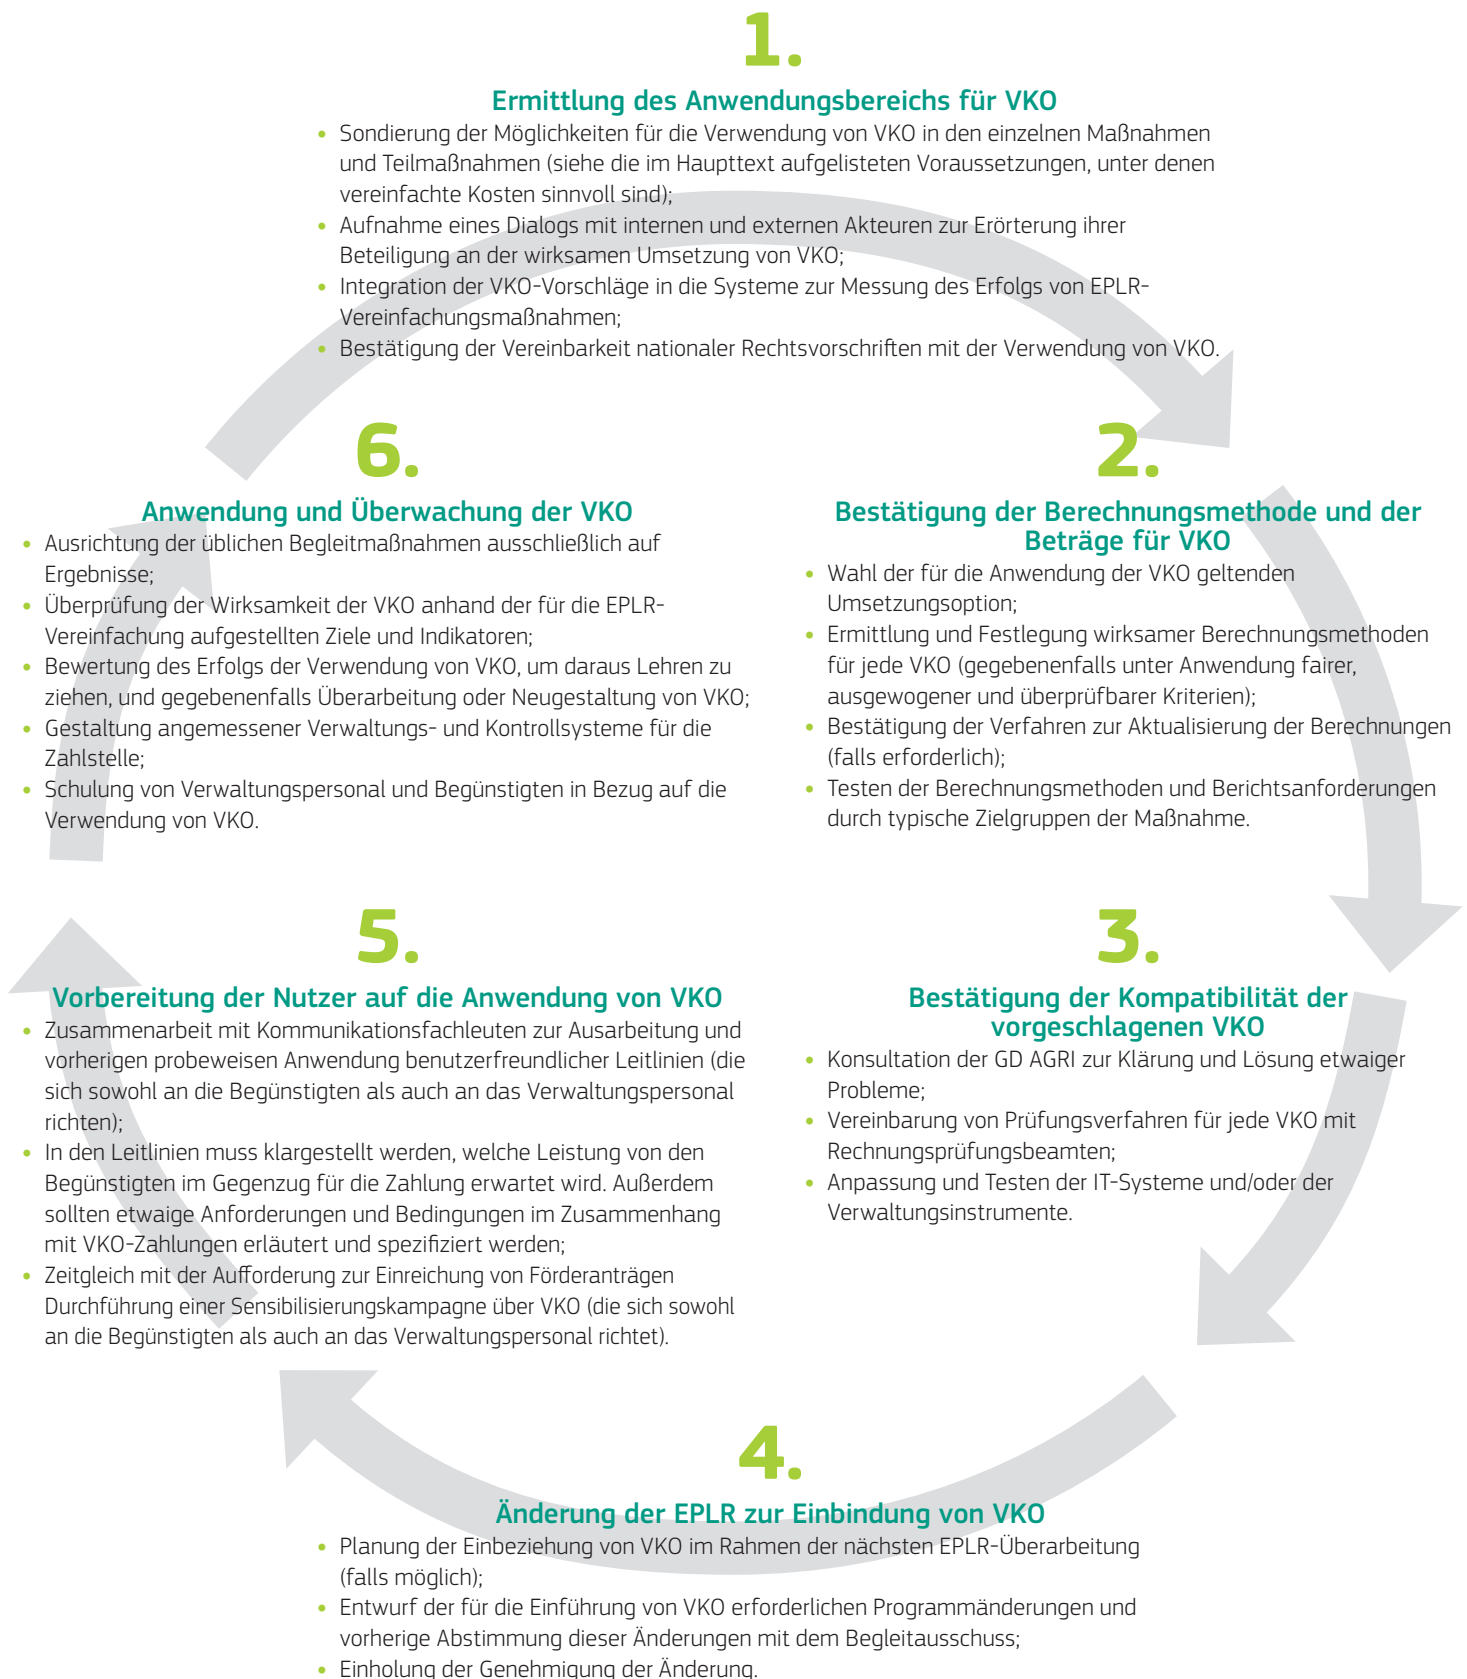 1.
Ermittlung des Anwendungsbereichs für VKO
• Sondierung der Möglichkeiten für die Verwendung von VKO in den einzelnen Maßnahmen
und Teilmaßnahmen (siehe die im Haupttext aufgelisteten Voraussetzungen, unter denen
vereinfachte Kosten sinnvoll sind);
• Aufnahme eines Dialogs mit internen und externen Akteuren zur Erörterung ihrer
Beteiligung an der wirksamen Umsetzung von VKO;
• Integration der VKO-Vorschläge in die Systeme zur Messung des Erfolgs von EPLR-
Vereinfachungsmaßnahmen;
• Bestätigung der Vereinbarkeit nationaler Rechtsvorschriften mit der Verwendung von VKO.
2.
Bestätigung der Berechnungsmethode und der
Beträge für VKO
• Wahl der für die Anwendung der VKO geltenden
Umsetzungsoption;
• Ermittlung und Festlegung wirksamer Berechnungsmethoden
für jede VKO (gegebenenfalls unter Anwendung fairer,
ausgewogener und überprüfbarer Kriterien);
• Bestätigung der Verfahren zur Aktualisierung der Berechnungen
(falls erforderlich);
• Testen der Berechnungsmethoden und Berichtsanforderungen
durch typische Zielgruppen der Maßnahme.
3.
Bestätigung der Kompatibilität der
vorgeschlagenen VKO
• Konsultation der GD AGRI zur Klärung und Lösung etwaiger
Probleme;
• Vereinbarung von Prüfungsverfahren für jede VKO mit
Rechnungsprüfungsbeamten;
• Anpassung und Testen der IT-Systeme und/oder der
Verwaltungsinstrumente.
4.
Änderung der EPLR zur Einbindung von VKO
• Planung der Einbeziehung von VKO im Rahmen der nächsten EPLR-Überarbeitung
(falls möglich);
• Entwurf der für die Einführung von VKO erforderlichen Programmänderungen und
vorherige Abstimmung dieser Änderungen mit dem Begleitausschuss;
• Einholung der Genehmigung der Änderung.
5.
Vorbereitung der Nutzer auf die Anwendung von VKO
• Zusammenarbeit mit Kommunikationsfachleuten zur Ausarbeitung und
vorherigen probeweisen Anwendung benutzerfreundlicher Leitlinien (die
sich sowohl an die Begünstigten als auch an das Verwaltungspersonal
richten);
• In den Leitlinien muss klargestellt werden, welche Leistung von den
Begünstigten im Gegenzug für die Zahlung erwartet wird. Außerdem
sollten etwaige Anforderungen und Bedingungen im Zusammenhang
mit VKO-Zahlungen erläutert und spezifiziert werden;
• Zeitgleich mit der Aufforderung zur Einreichung von Förderanträgen
Durchführung einer Sensibilisierungskampagne über VKO (die sich sowohl
an die Begünstigten als auch an das Verwaltungspersonal richtet).
6.
Anwendung und Überwachung der VKO
• Ausrichtung der üblichen Begleitmaßnahmen ausschließlich auf
Ergebnisse;
• Überprüfung der Wirksamkeit der VKO anhand der für die EPLR-
Vereinfachung aufgestellten Ziele und Indikatoren;
• Bewertung des Erfolgs der Verwendung von VKO, um daraus Lehren zu
ziehen, und gegebenenfalls Überarbeitung oder Neugestaltung von VKO;
• Gestaltung angemessener Verwaltungs- und Kontrollsysteme für die
Zahlstelle;
• Schulung von Verwaltungspersonal und Begünstigten in Bezug auf die
Verwendung von VKO.